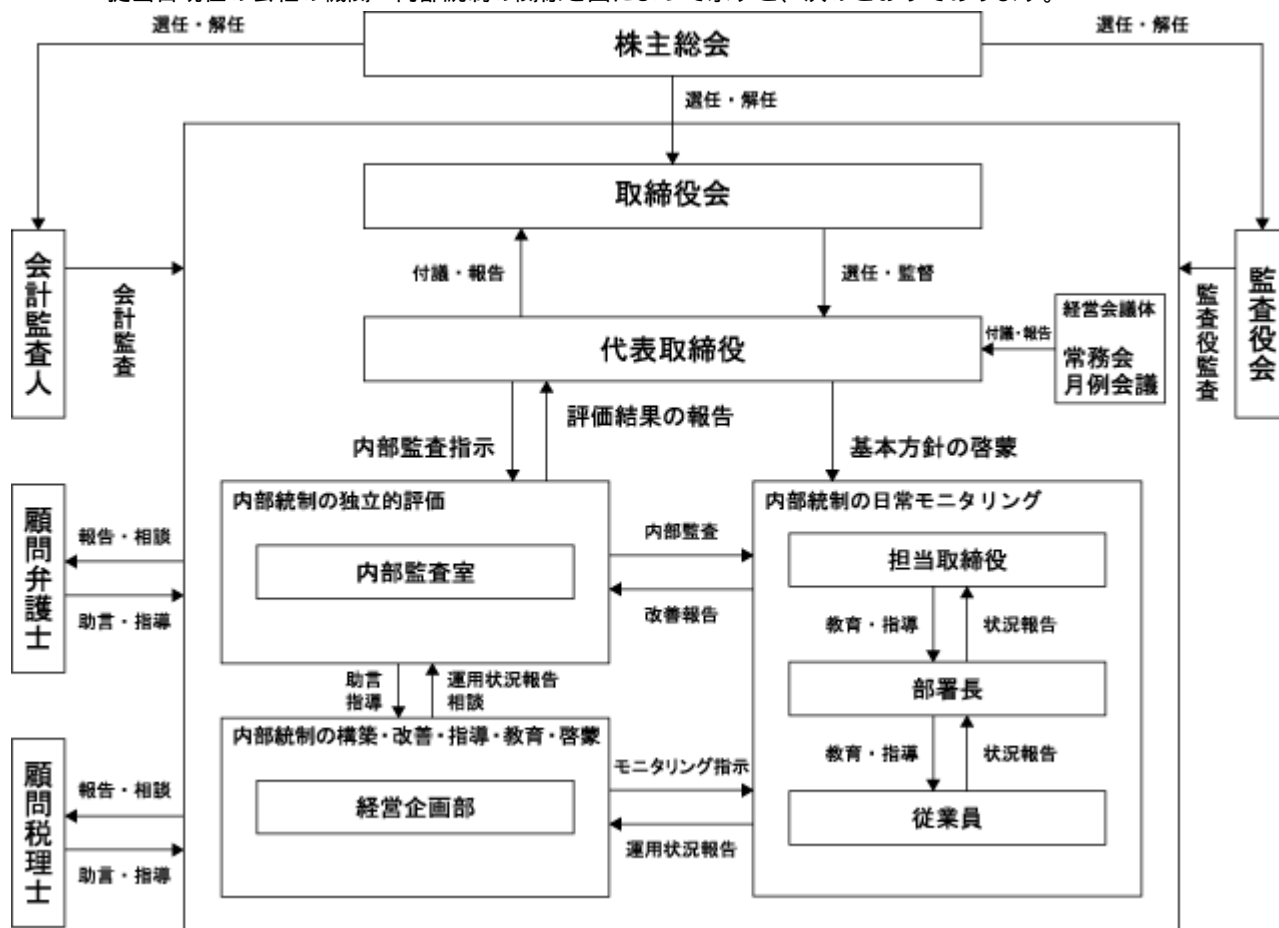 選任・解任
株主総会
選任・解任
選任・解任
取締役会
会計監査人
会計監査
付議・報告
選任・監督
監査役監査
監査役会
代表取締役
付議・報告
経営会議体
常務会
月例会議
評価結果の報告
内部監査指示
基本方針の啓蒙
顧問弁護士
報告・相談
助言・指導
内部統制の独立的評価
内部監査室
内部監査
改善報告
内部統制の日常モニタリング
担当取締役
教育・指導
状況報告
部署長
助言
指導
運用状況報告
相談
教育・指導
状況報告
従業員
内部統制の構築・改善・指導・教育・啓蒙
経営企画部
モニタリング指示
運用状況報告
顧問税理士
報告・相談
助言・指導